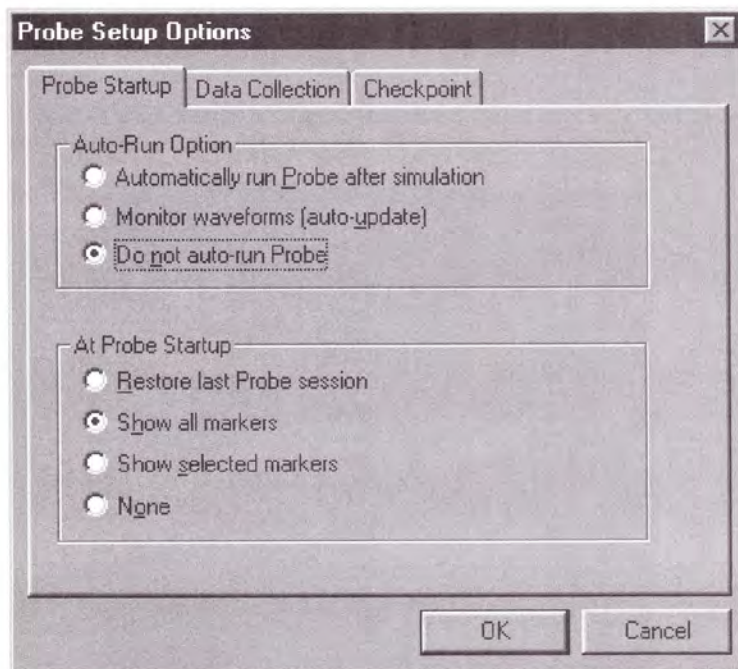 Probe Setup Options
Probe Startup
Data Collection
Checkpoint
Auto-Run Option
Automatically run Probe after simulation
Monitor waveforms (auto-update)
Do not auto-run Probe
At Probe Startup
Restore last Probe session
Show all markers
Show selected markers
None
OK
Cancel